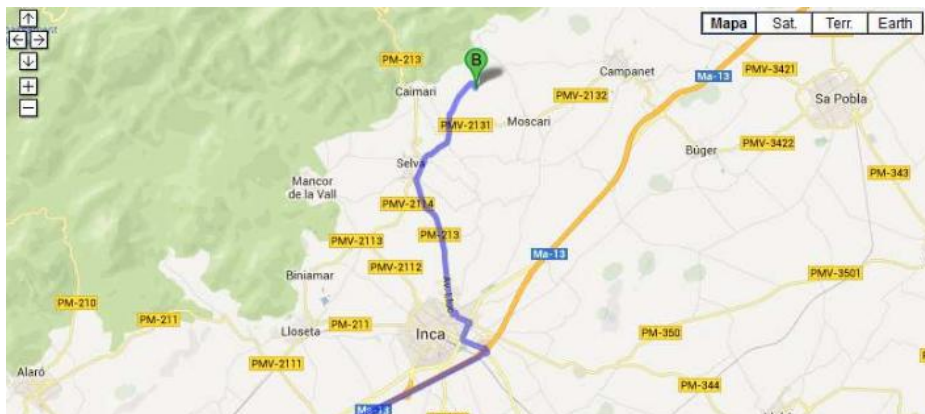 Mapa
Sat.
Terr.
Earth
B
PM-213
Caimari
Campanet
Ma-13
PMV-3421
PMV-2132
Sa Pobla
PMV-2131
Moscari
PMV-3422
Búger
Selva
PM-343
Mancor
de la Vall
PMV-2114
PM-213
PMV-2113
Ma-13
PMV-2112
Biniamar
PMV-3501
PM-210
PM-211
Lloseta
PM-211
Inca
PM-350
PMV-2111
Alaró
PM-344
Ma-13